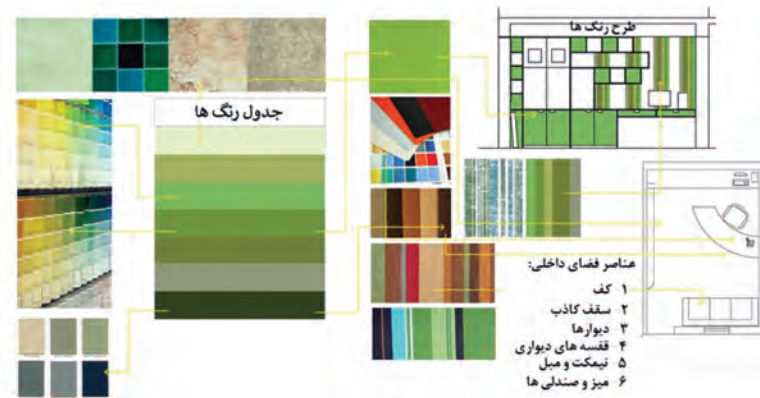 طرح رنگ ها
جدول رنگ ها
عناصر فضای داخلی:
۱ کف
۲ سقف کاذب
۳ دیوارها
۴ قفسه های دیواری
۵ نیمکت و مبل
۶ میز و صندلی ها